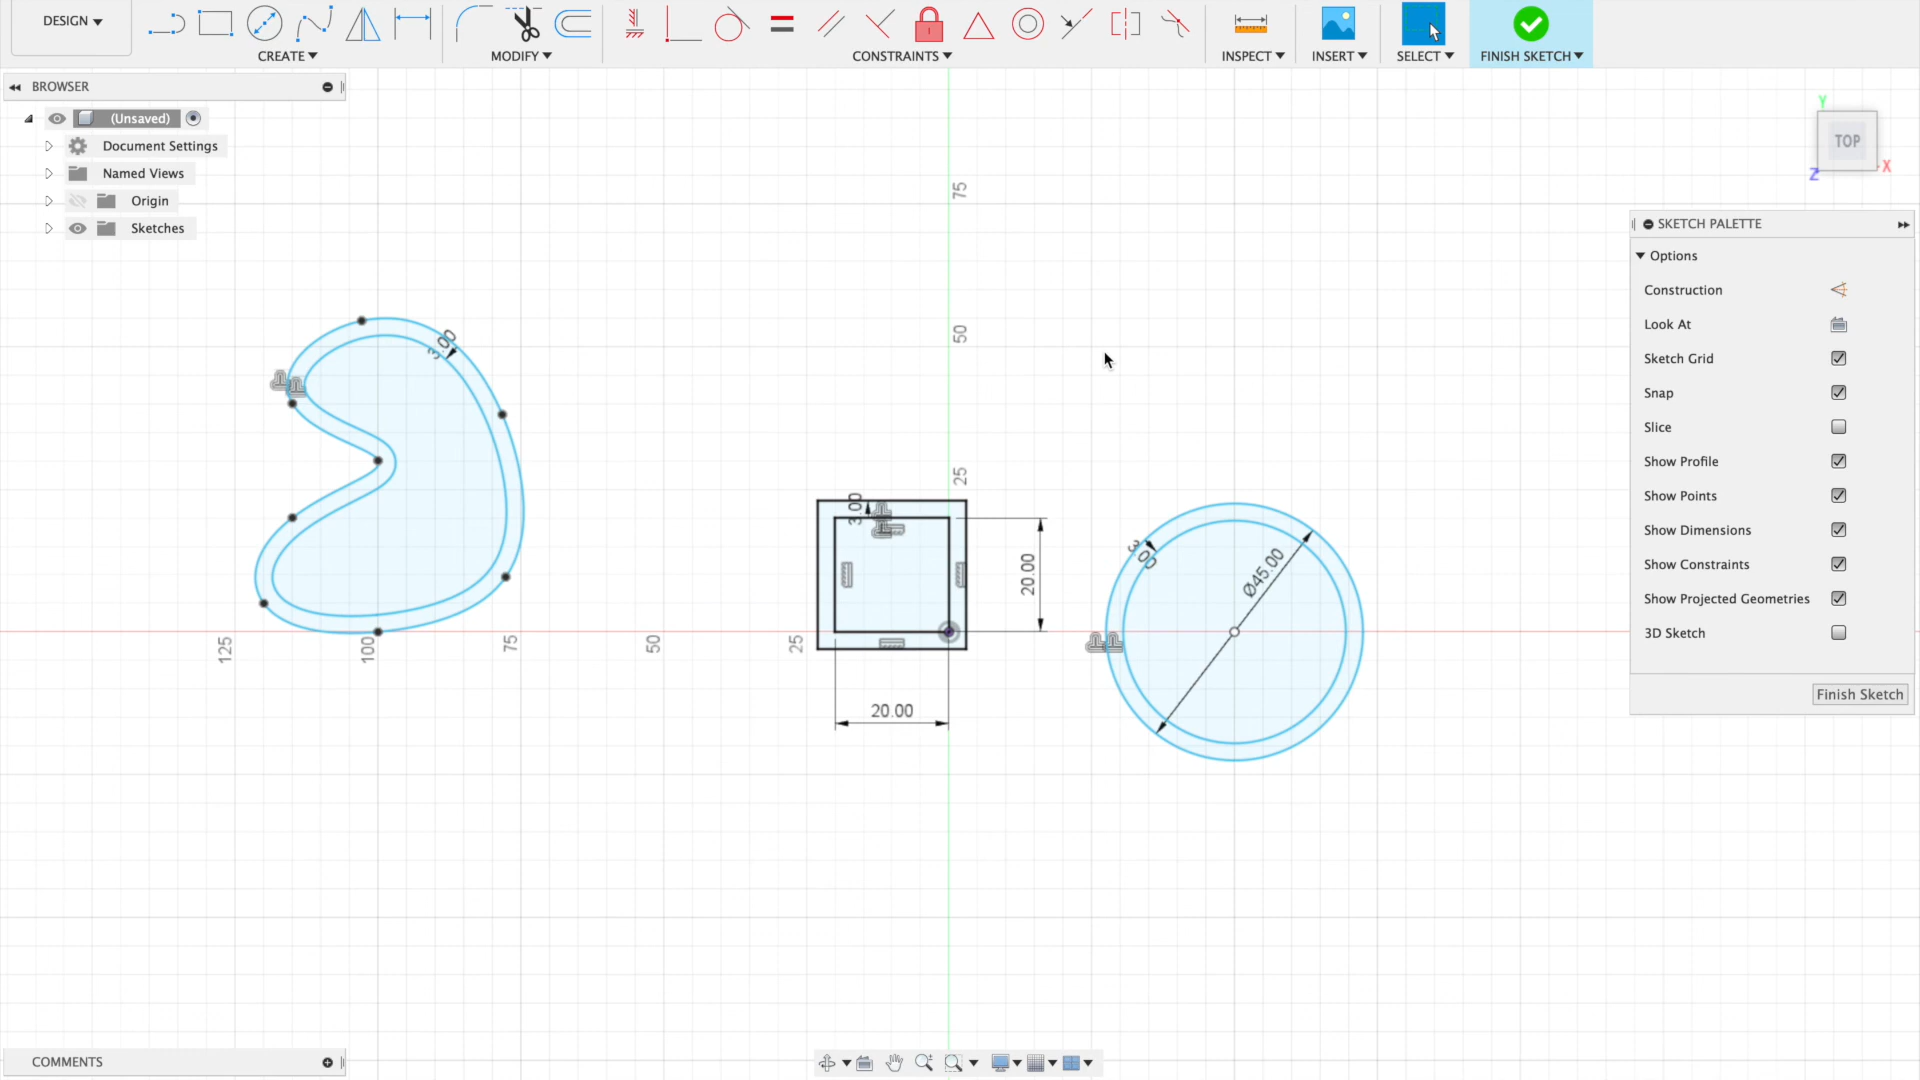 DESIGN
CREATE
MODIFY
CONSTRAINTS
INSPECT
INSERT
SELECT
FINISH SKETCH
BROWSER
(Unsaved)
Document Settings
Named Views
Origin
Sketches
Y
TOP
X
Z
SKETCH PALETTE
Options
Construction
Look At
Sketch Grid
Snap
Slice
Show Profile
Show Points
Show Dimensions
Show Constraints
Show Projected Geometries
3D Sketch
Finish Sketch
75
50
25
3.00
3.00
20.00
3.00
Ø45.00
125
100
75
50
25
20.00
COMMENTS